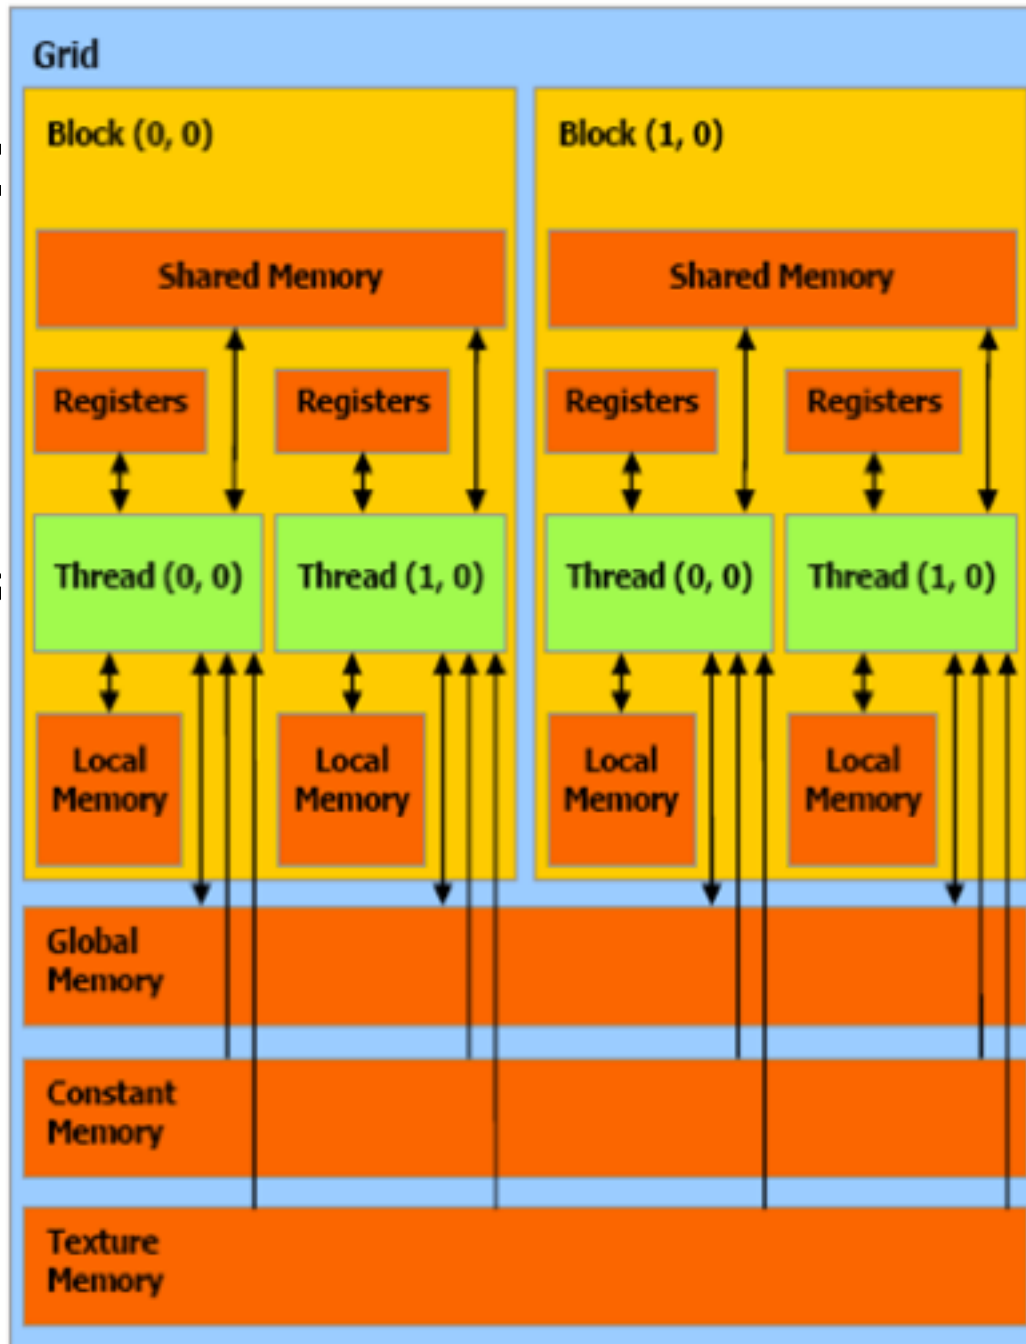 Grid
Block (0, 0)
Block (1, 0)
Shared Memory
Shared Memory
Registers
Registers
Registers
Registers
Thread (0, 0)
Thread (1, 0)
Thread (0, 0)
Thread (1, 0)
Local
Memory
Local
Memory
Local
Memory
Local
Memory
Global
Memory
Constant
Memory
Texture
Memory